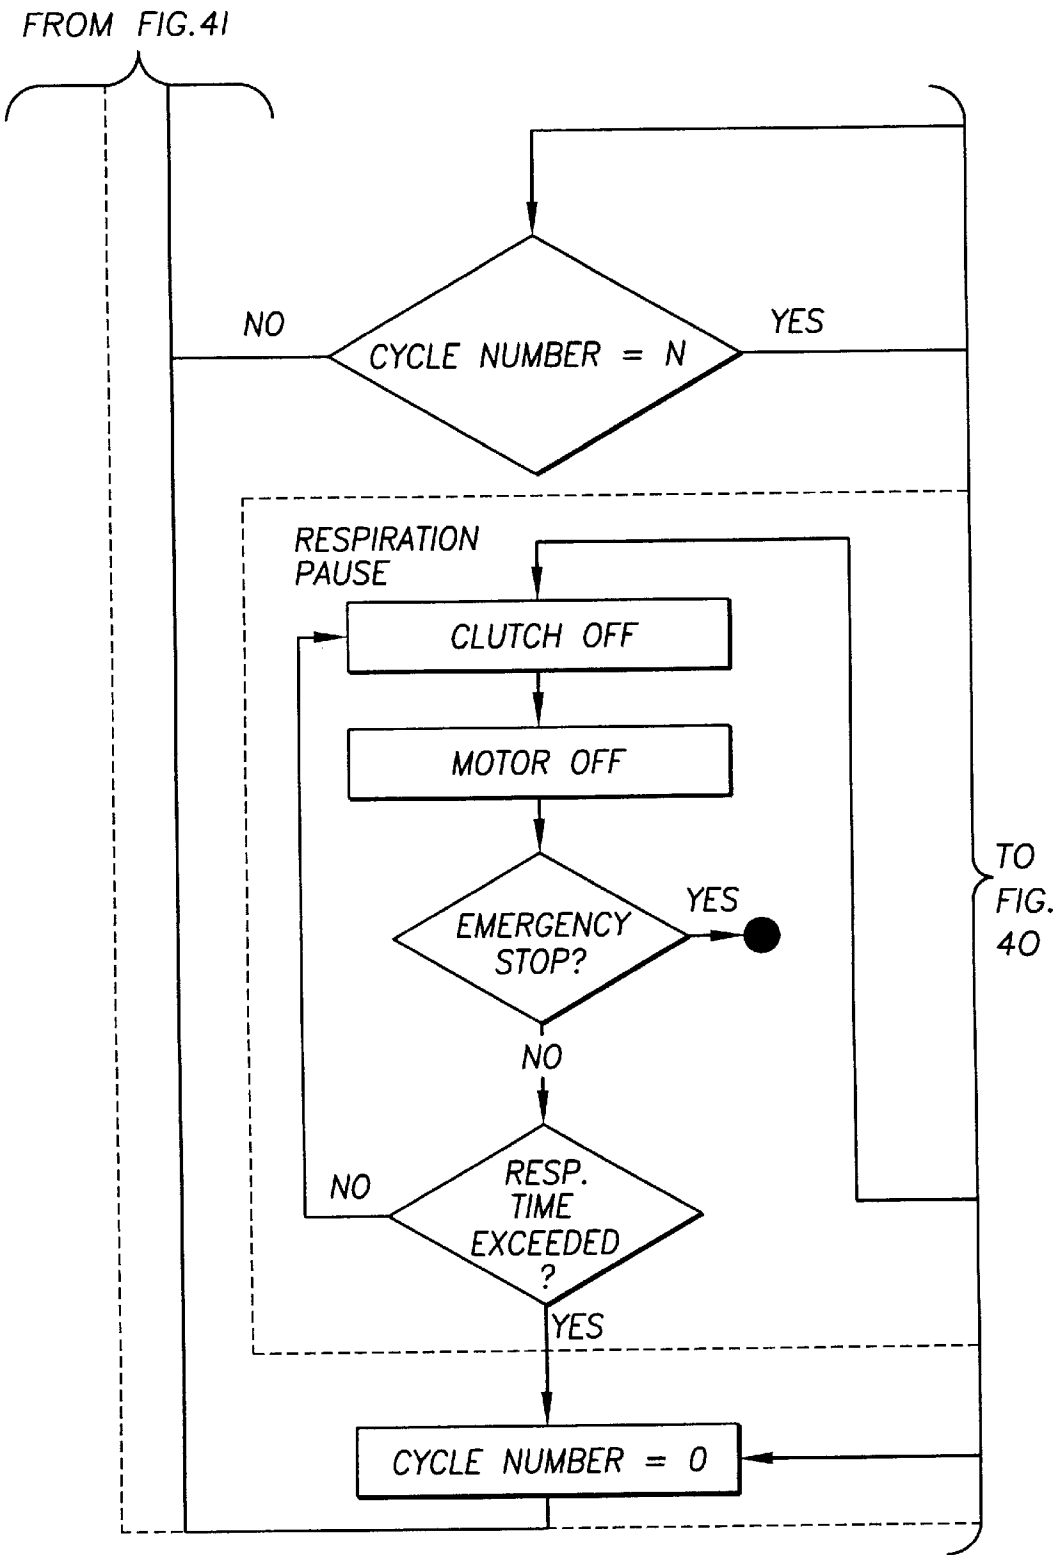 FROM FIG.41
NO
YES
CYCLE NUMBER = N
RESPIRATION
PAUSE
CLUTCH OFF
MOTOR OFF
TO
FIG.
40
YES
EMERGENCY
STOP?
NO
NO
RESP.
TIME
EXCEEDED
?
YES
CYCLE NUMBER = 0